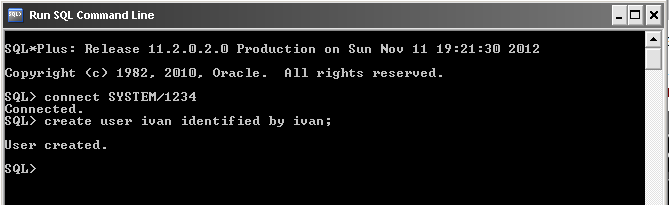 Run SQL Command Line
SQL*Plus: Release 11.2.0.2.0 Production on Sun Nov 11 19:21:30 2012
Copyright (c) 1982, 2010, Oracle.  All rights reserved.
SQL> connect SYSTEM/1234
Connected.
SQL> create user ivan identified by ivan;
User created.
SQL>